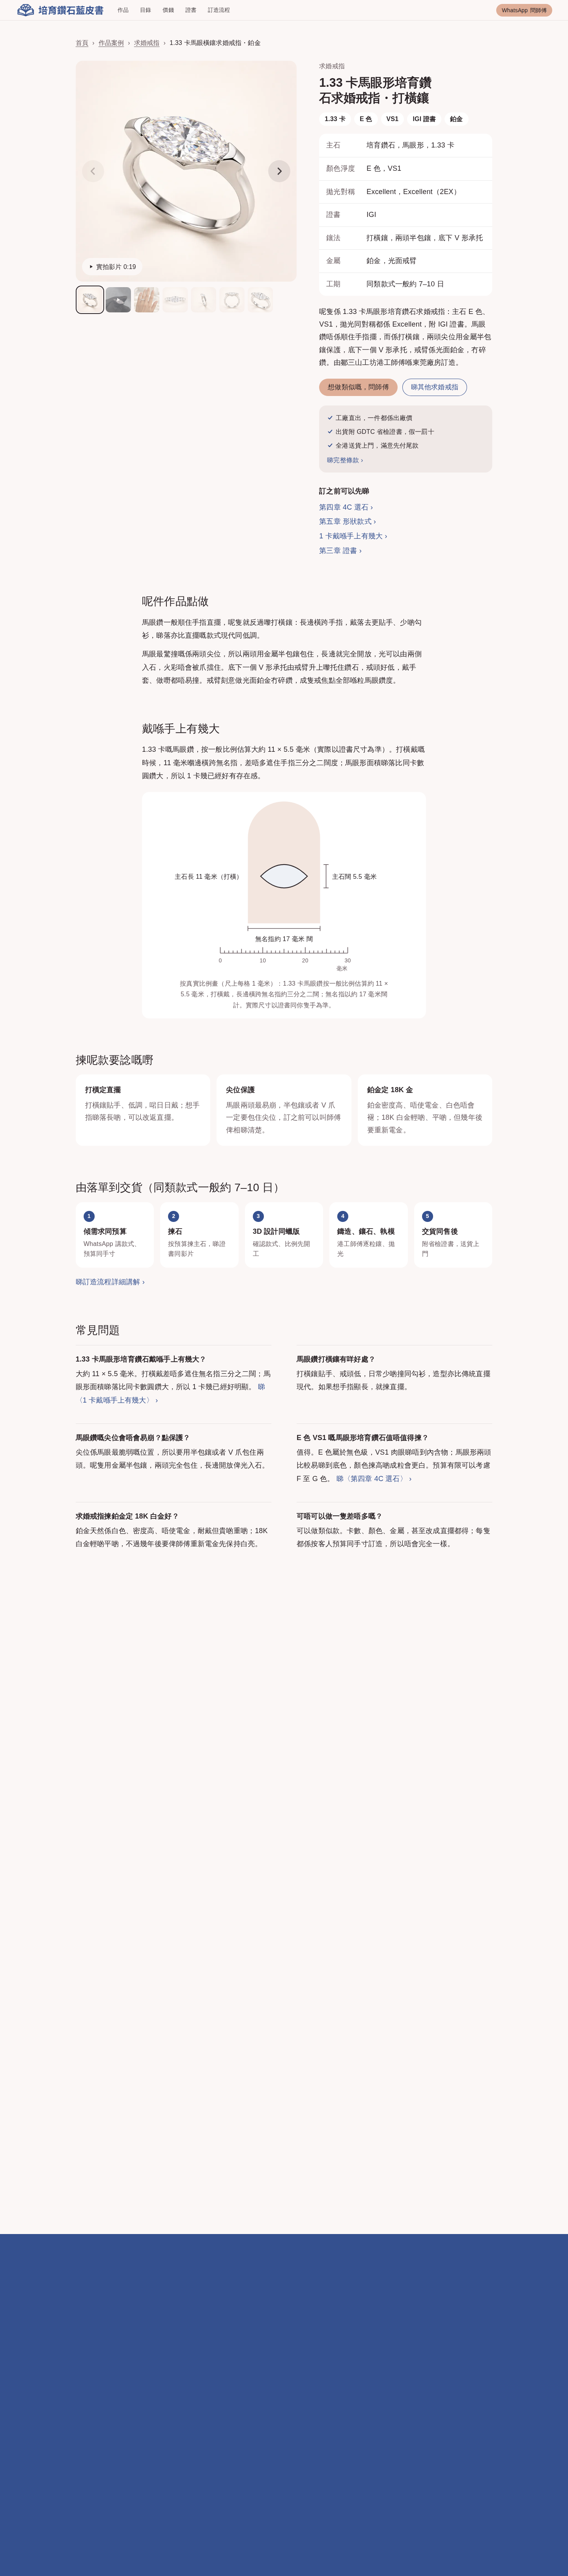 培育鑽石藍皮書
作品
目錄
價錢
證書
訂造流程
WhatsApp 問師傅
首頁 › 作品案例 › 求婚戒指 › 1.33 卡馬眼橫鑲求婚戒指・鉑金
實拍影片 0:19
求婚戒指
1.33 卡馬眼形培育鑽
石求婚戒指・打橫鑲
1.33 卡
E 色
VS1
IGI 證書
鉑金
主石 培育鑽石，馬眼形，1.33 卡
顏色淨度 E 色，VS1
拋光對稱 Excellent，Excellent（2EX）
證書 IGI
鑲法 打橫鑲，兩頭半包鑲，底下 V 形承托
金屬 鉑金，光面戒臂
工期 同類款式一般約 7–10 日
呢隻係 1.33 卡馬眼形培育鑽石求婚戒指：主石 E 色、
VS1，拋光同對稱都係 Excellent，附 IGI 證書。馬眼
鑽唔係順住手指擺，而係打橫鑲，兩頭尖位用金屬半包
鑲保護，底下一個 V 形承托，戒臂係光面鉑金，冇碎
鑽。由鄒三山工坊港工師傅喺東莞廠房訂造。
想做類似嘅，問師傅
睇其他求婚戒指
工廠直出，一件都係出廠價
出貨附 GDTC 省檢證書，假一罰十
全港送貨上門，滿意先付尾款
睇完整條款 ›
訂之前可以先睇
第四章 4C 選石 ›
第五章 形狀款式 ›
1 卡戴喺手上有幾大 ›
第三章 證書 ›
呢件作品點做
馬眼鑽一般順住手指直擺，呢隻就反過嚟打橫鑲：長邊橫跨手指，戴落去更貼手、少啲勾
衫，睇落亦比直擺嘅款式現代同低調。
馬眼最驚撞嘅係兩頭尖位，所以兩頭用金屬半包鑲包住，長邊就完全開放，光可以由兩側
入石，火彩唔會被爪擋住。底下一個 V 形承托由戒臂升上嚟托住鑽石，戒頭好低，戴手
套、做嘢都唔易撞。戒臂刻意做光面鉑金冇碎鑽，成隻戒焦點全部喺粒馬眼鑽度。
戴喺手上有幾大
1.33 卡嘅馬眼鑽，按一般比例估算大約 11 × 5.5 毫米（實際以證書尺寸為準）。打橫戴嘅
時候，11 毫米嗰邊橫跨無名指，差唔多遮住手指三分之二闊度；馬眼形面積睇落比同卡數
圓鑽大，所以 1 卡幾已經好有存在感。
主石長 11 毫米（打橫）
主石闊 5.5 毫米
無名指約 17 毫米 闊
0 10 20 30
毫米
按真實比例畫（尺上每格 1 毫米）：1.33 卡馬眼鑽按一般比例估算約 11 ×
5.5 毫米，打橫戴，長邊橫跨無名指約三分之二闊；無名指以約 17 毫米闊
計。實際尺寸以證書同你隻手為準。
揀呢款要諗嘅嘢
打橫定直擺
打橫鑲貼手、低調，啱日日戴；想手
指睇落長啲，可以改返直擺。
尖位保護
馬眼兩頭最易崩，半包鑲或者 V 爪
一定要包住尖位，訂之前可以叫師傅
俾相睇清楚。
鉑金定 18K 金
鉑金密度高、唔使電金、白色唔會
褪；18K 白金輕啲、平啲，但幾年後
要重新電金。
由落單到交貨（同類款式一般約 7–10 日）
1
傾需求同預算
WhatsApp 講款式、
預算同手寸
2
揀石
按預算揀主石，睇證
書同影片
3
3D 設計同蠟版
確認款式、比例先開
工
4
鑄造、鑲石、執模
港工師傅逐粒鑲、拋
光
5
交貨同售後
附省檢證書，送貨上
門
睇訂造流程詳細講解 ›
常見問題
1.33 卡馬眼形培育鑽石戴喺手上有幾大？
大約 11 × 5.5 毫米。打橫戴差唔多遮住無名指三分之二闊；馬
眼形面積睇落比同卡數圓鑽大，所以 1 卡幾已經好明顯。 睇
〈1 卡戴喺手上有幾大〉 ›
馬眼鑽打橫鑲有咩好處？
打橫鑲貼手、戒頭低，日常少啲撞同勾衫，造型亦比傳統直擺
現代。如果想手指顯長，就揀直擺。
馬眼鑽嘅尖位會唔會易崩？點保護？
尖位係馬眼最脆弱嘅位置，所以要用半包鑲或者 V 爪包住兩
頭。呢隻用金屬半包鑲，兩頭完全包住，長邊開放俾光入石。
E 色 VS1 嘅馬眼形培育鑽石值唔值得揀？
值得。E 色屬於無色級，VS1 肉眼睇唔到內含物；馬眼形兩頭
比較易睇到底色，顏色揀高啲成粒會更白。預算有限可以考慮
F 至 G 色。 睇〈第四章 4C 選石〉 ›
求婚戒指揀鉑金定 18K 白金好？
鉑金天然係白色、密度高、唔使電金，耐戴但貴啲重啲；18K
白金輕啲平啲，不過幾年後要俾師傅重新電金先保持白亮。
可唔可以做一隻差唔多嘅？
可以做類似款。卡數、顏色、金屬，甚至改成直擺都得；每隻
都係按客人預算同手寸訂造，所以唔會完全一樣。